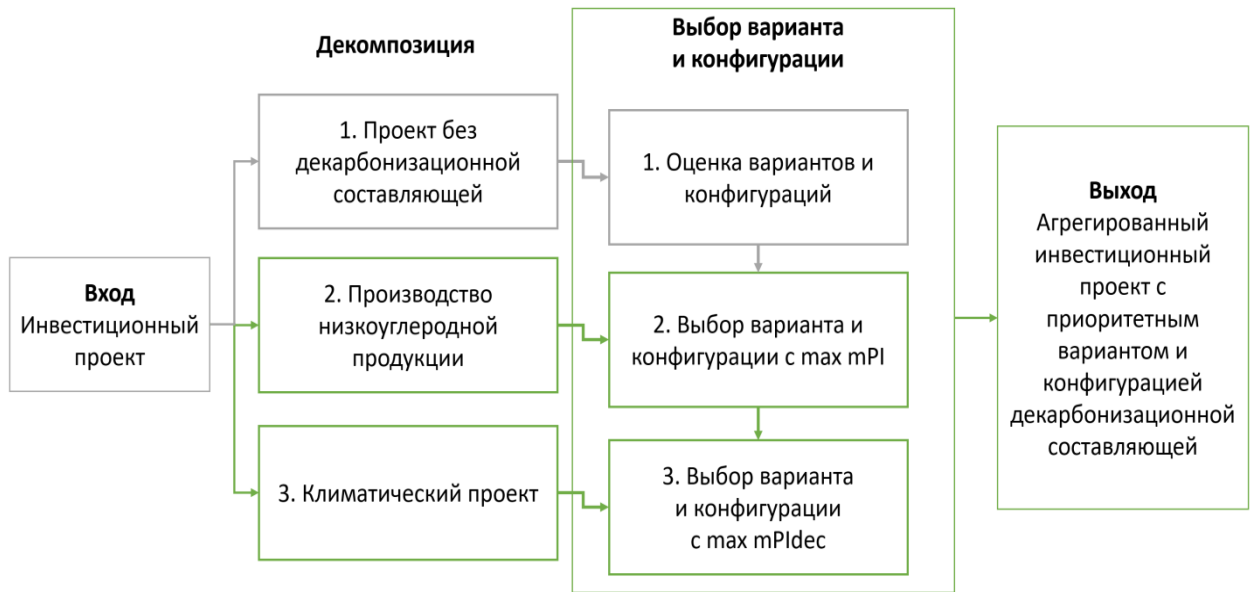 Декомпозиция
Выбор варианта
и конфигурации
1. Проект без
декарбонизационной
составляющей
1. Оценка вариантов и
конфигураций
Вход
Инвестиционный
проект
2. Производство
низкоуглеродной
продукции
2. Выбор варианта и
конфигурации с max mPI
3. Климатический проект
3. Выбор варианта
и конфигурации
с max mPIdec
Выход
Агрегированный
инвестиционный
проект с
приоритетным
вариантом и
конфигурацией
декарбонизационной
составляющей